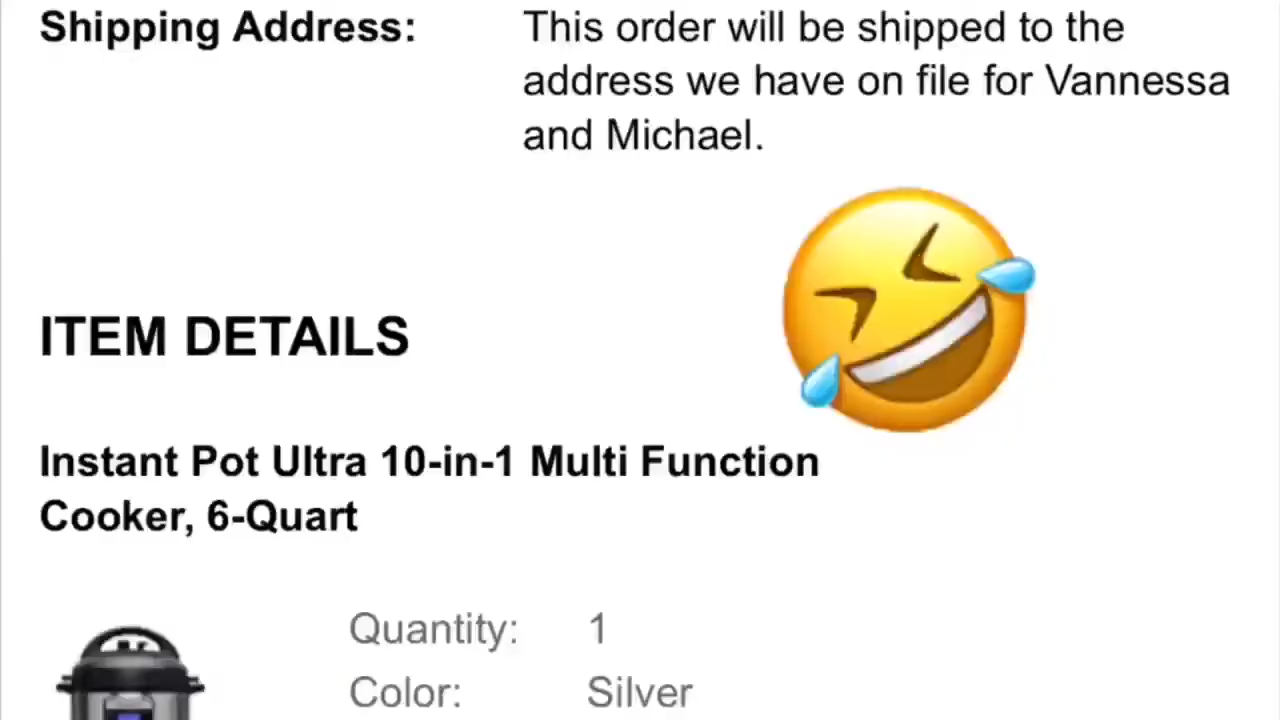 Shipping Address:
This order will be shipped to the
address we have on file for Vannessa
and Michael.
ITEM DETAILS
Instant Pot Ultra 10-in-1 Multi Function
Cooker, 6-Quart
Quantity: 1
Color: Silver